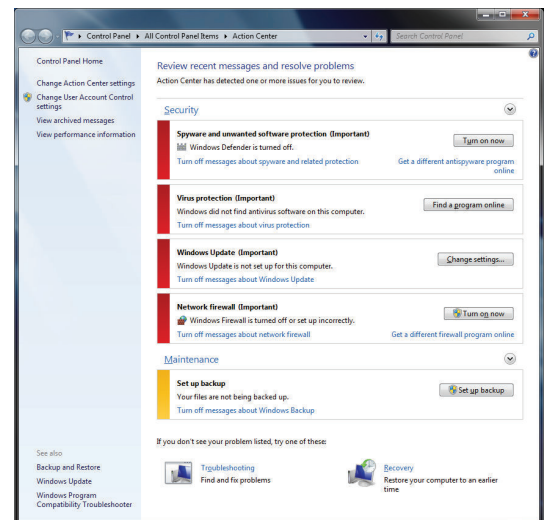 Control Panel ▸ All Control Panel Items ▸ Action Center
Search Control Panel
Control Panel Home
Change Action Center settings
Change User Account Control
settings
View archived messages
View performance information
Review recent messages and resolve problems
Action Center has detected one or more issues for you to review.
Security
Spyware and unwanted software protection (Important)
Windows Defender is turned off.
Turn on now
Turn off messages about spyware and related protection
Get a different antispyware program
online
Virus protection (Important)
Windows did not find antivirus software on this computer.
Find a program online
Turn off messages about virus protection
Windows Update (Important)
Windows Update is not set up for this computer.
Change settings...
Turn off messages about Windows Update
Network firewall (Important)
Windows Firewall is turned off or set up incorrectly.
Turn on now
Turn off messages about network firewall
Get a different firewall program online
Maintenance
Set up backup
Your files are not being backed up.
Set up backup
Turn off messages about Windows Backup
If you don't see your problem listed, try one of these:
Troubleshooting
Find and fix problems
Recovery
Restore your computer to an earlier
time
See also
Backup and Restore
Windows Update
Windows Program
Compatibility Troubleshooter